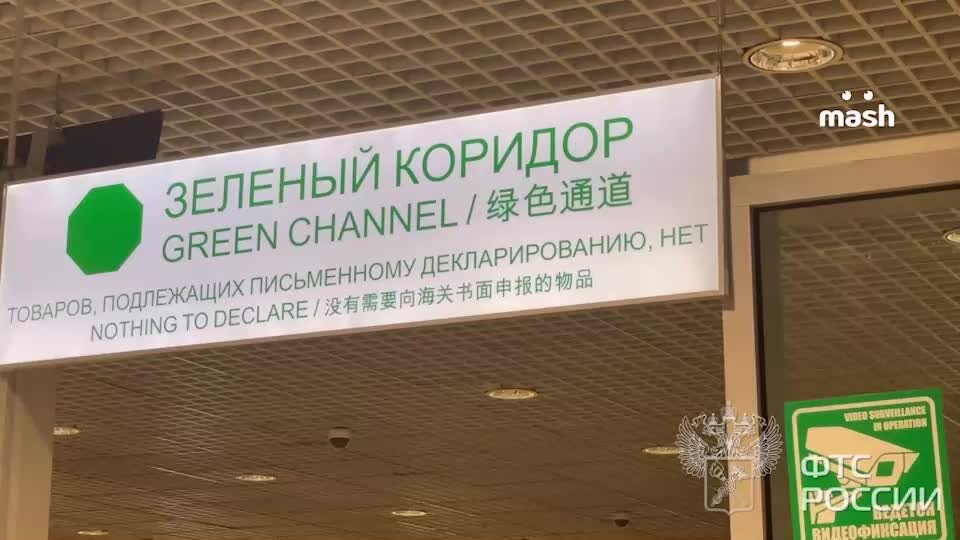 mash
ЗЕЛЕНЫЙ КОРИДОР
GREEN CHANNEL / 绿色通道
ТОВАРОВ, ПОДЛЕЖАЩИХ ПИСЬМЕННОМУ ДЕКЛАРИРОВАНИЮ, НЕТ
NOTHING TO DECLARE / 没有需要向海关书面申报的物品
VIDEO SURVEILLANCE
IN OPERATION
ФТС
РОССИИ
ВЕДЕТСЯ
ВИДЕОФИКСАЦИЯ